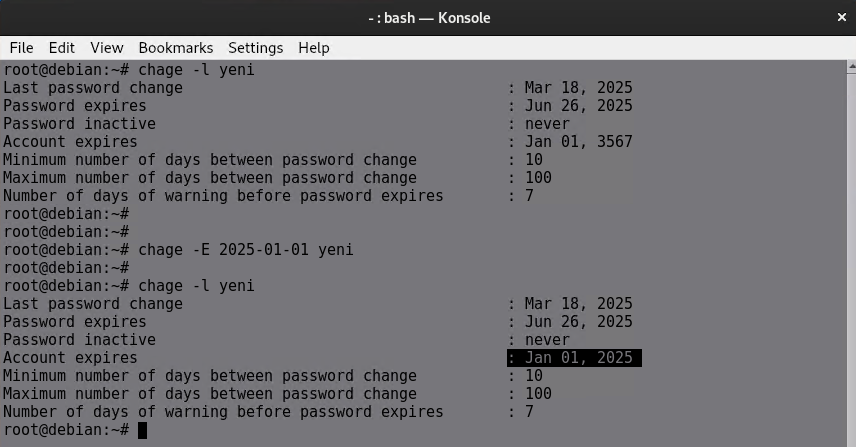 - : bash — Konsole
File Edit View Bookmarks Settings Help
root@debian:~# chage -l yeni
Last password change : Mar 18, 2025
Password expires : Jun 26, 2025
Password inactive : never
Account expires : Jan 01, 3567
Minimum number of days between password change : 10
Maximum number of days between password change : 100
Number of days of warning before password expires : 7
root@debian:~#
root@debian:~#
root@debian:~# chage -E 2025-01-01 yeni
root@debian:~#
root@debian:~# chage -l yeni
Last password change : Mar 18, 2025
Password expires : Jun 26, 2025
Password inactive : never
Account expires : Jan 01, 2025
Minimum number of days between password change : 10
Maximum number of days between password change : 100
Number of days of warning before password expires : 7
root@debian:~#